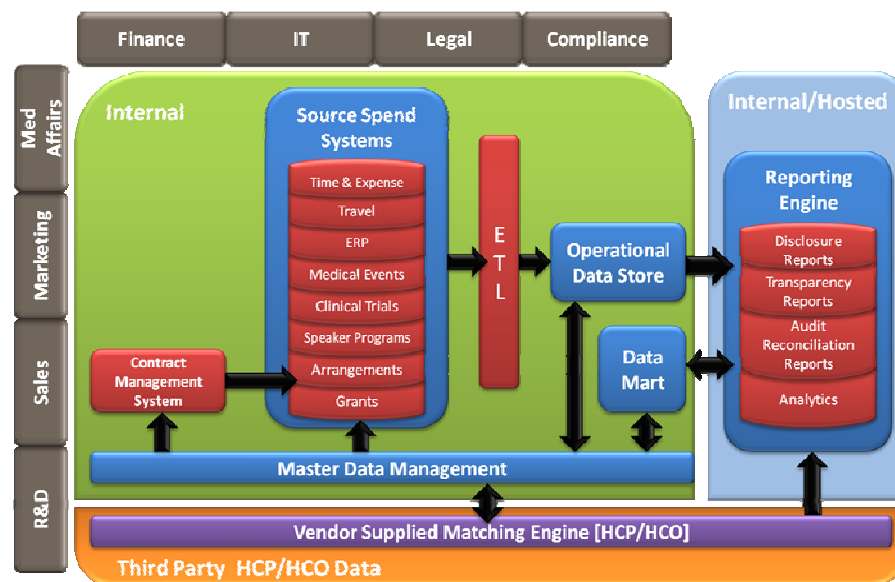 Finance
IT
Legal
Compliance
Med
Affairs
Marketing
Sales
R&D
Internal
Source Spend
Systems
Time & Expense
Travel
ERP
Medical Events
Clinical Trials
Speaker Programs
Arrangements
Grants
Contract
Management
System
E
T
L
Operational
Data Store
Data
Mart
Internal/Hosted
Reporting
Engine
Disclosure
Reports
Transparency
Reports
Audit
Reconciliation
Reports
Analytics
Master Data Management
Vendor Supplied Matching Engine [HCP/HCO]
Third Party HCP/HCO Data